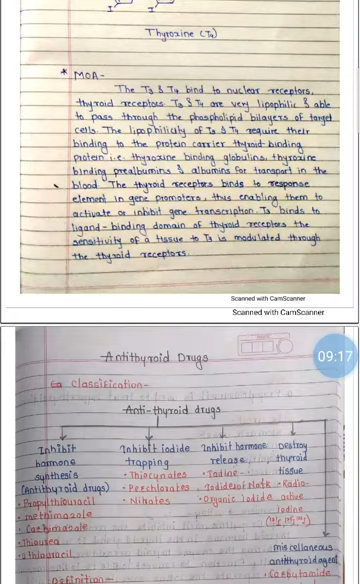 Thyroxine (T4)
* MOA-
The T3 & T4 bind to nuclear receptors,
thyroid receptors T3 & T4 are very lipophilic & able
to pass through the phospholipid bilayers of target
cells. The lipophilicity of T3 & T4 require their
binding to the protein carrier thyroid-binding
protein i.e. thyroxine binding globulins, thyroxine
binding prealbumins & albumins for transport in the
blood. The thyroid receptors binds to response
element in gene promoters, thus enabling them to
activate or inhibit gene transcription. T3 binds to
ligand-binding domain of thyroid receptors the
sensitivity of a tissue to T3 is modulated through
the thyroid receptors.
Scanned with CamScanner
Scanned with CamScanner
09:17
Antithyroid Drugs
Classification-
Anti-thyroid drugs
Inhibit
hormone
synthesis
(Antithyroid drugs)
• Propylthiouracil
• methimazole
• Carbimazole
• Thiourea
Inhibit iodide
trapping
• Thiocynates
• Perchlorates
• Nitrates
Inhibit hormone
release
• Iodine
• Iodides of Na & K
• Organic iodide
Destroy
thyroid
tissue
• Radio-
active
iodine
miscellaneous
antithyroid agent
Definition-